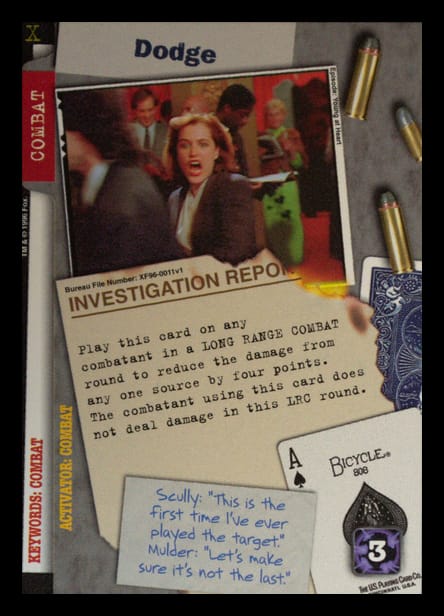 X
COMBAT
Dodge
Episode: Young at Heart
TM & © 1996 Fox.
Bureau File Number: XF96-0011v1
INVESTIGATION REPOR
Play this card on any
combatant in a LONG RANGE COMBAT
round to reduce the damage from
any one source by four points.
The combatant using this card does
not deal damage in this LRC round.
KEYWORDS: COMBAT
ACTIVATOR: COMBAT
Scully: "This is the
first time I've ever
played the target."
Mulder: "Let's make
sure it's not the last."
A
BICYCLE®
808
3
THE U.S. PLAYING CARD CO.
CINCINNATI, U.S.A.